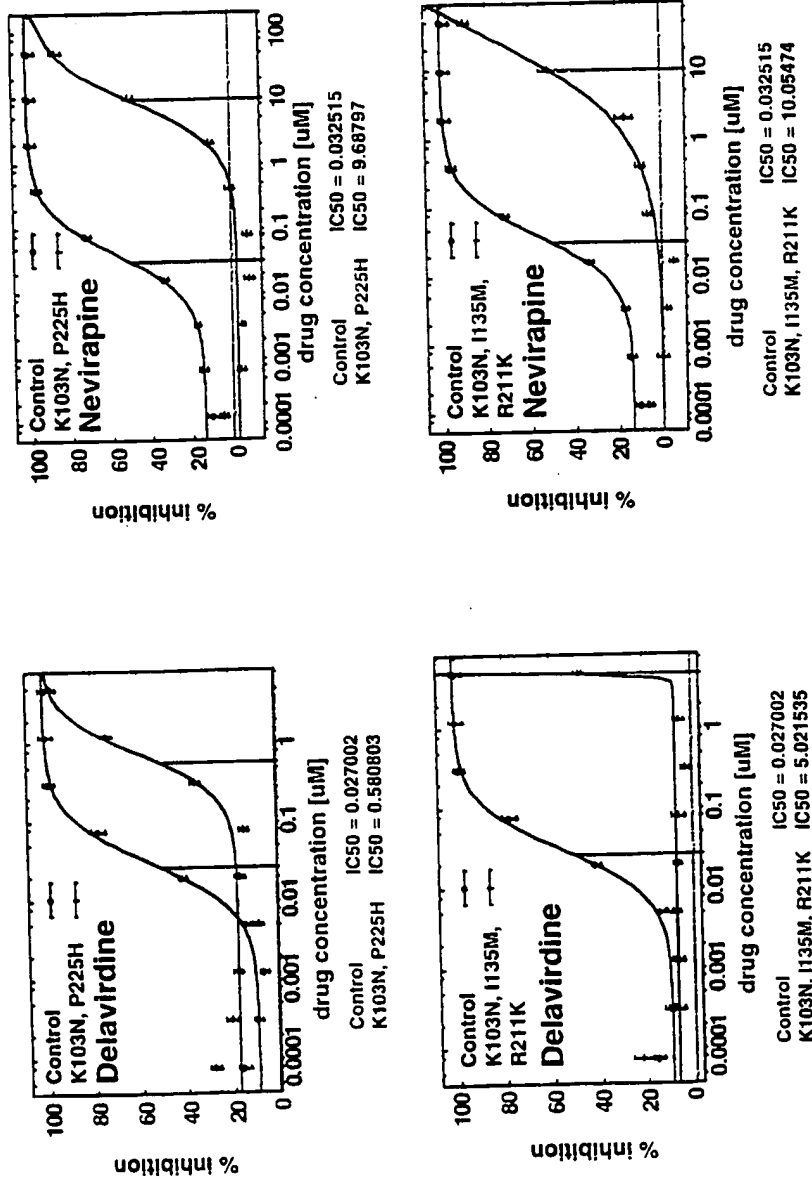 100
80
60
40
20
0
% inhibition
Control
K103N, P225H
Delavirdine
0.0001 0.001 0.01 0.1 1
drug concentration [uM]
Control IC50 = 0.027002
K103N, P225H IC50 = 0.580803
100
80
60
40
20
0
% inhibition
Control
K103N, P225H
Nevirapine
0.0001 0.001 0.01 0.1 1 10 100
drug concentration [uM]
Control IC50 = 0.032515
K103N, P225H IC50 = 9.68797
100
80
60
40
20
0
% inhibition
Control
K103N, I135M,
R211K
Delavirdine
0.0001 0.001 0.01 0.1 1
drug concentration [uM]
Control IC50 = 0.027002
K103N, I135M, R211K IC50 = 5.021535
100
80
60
40
20
0
% inhibition
Control
K103N, I135M,
R211K
Nevirapine
0.0001 0.001 0.01 0.1 1 10
drug concentration [uM]
Control IC50 = 0.032515
K103N, I135M, R211K IC50 = 10.05474